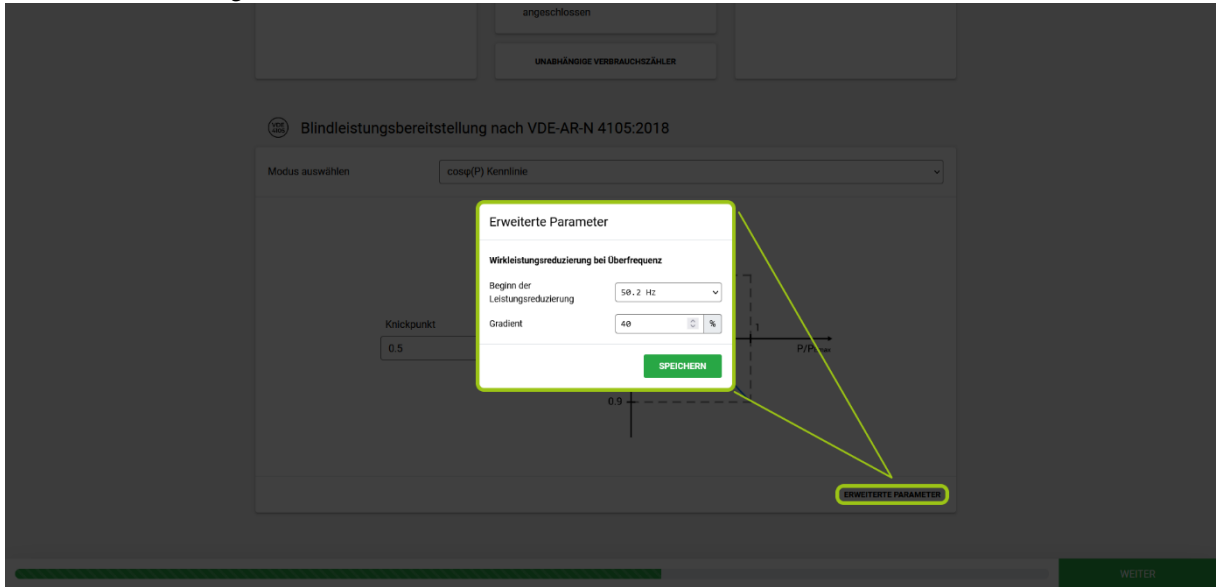 angeschlossen
UNABHÄNGIGE VERBRAUCHSZÄHLER
VDE
Blindleistungsbereitstellung nach VDE-AR-N 4105:2018
Modus auswählen
cosφ(P) Kennlinie
Erweiterte Parameter
Wirkleistungsreduzierung bei Überfrequenz
Beginn der
Leistungsreduzierung
50.2 Hz
Gradient
40
%
SPEICHERN
Knickpunkt
0.5
1
0.9
ERWEITERTE PARAMETER
WEITER